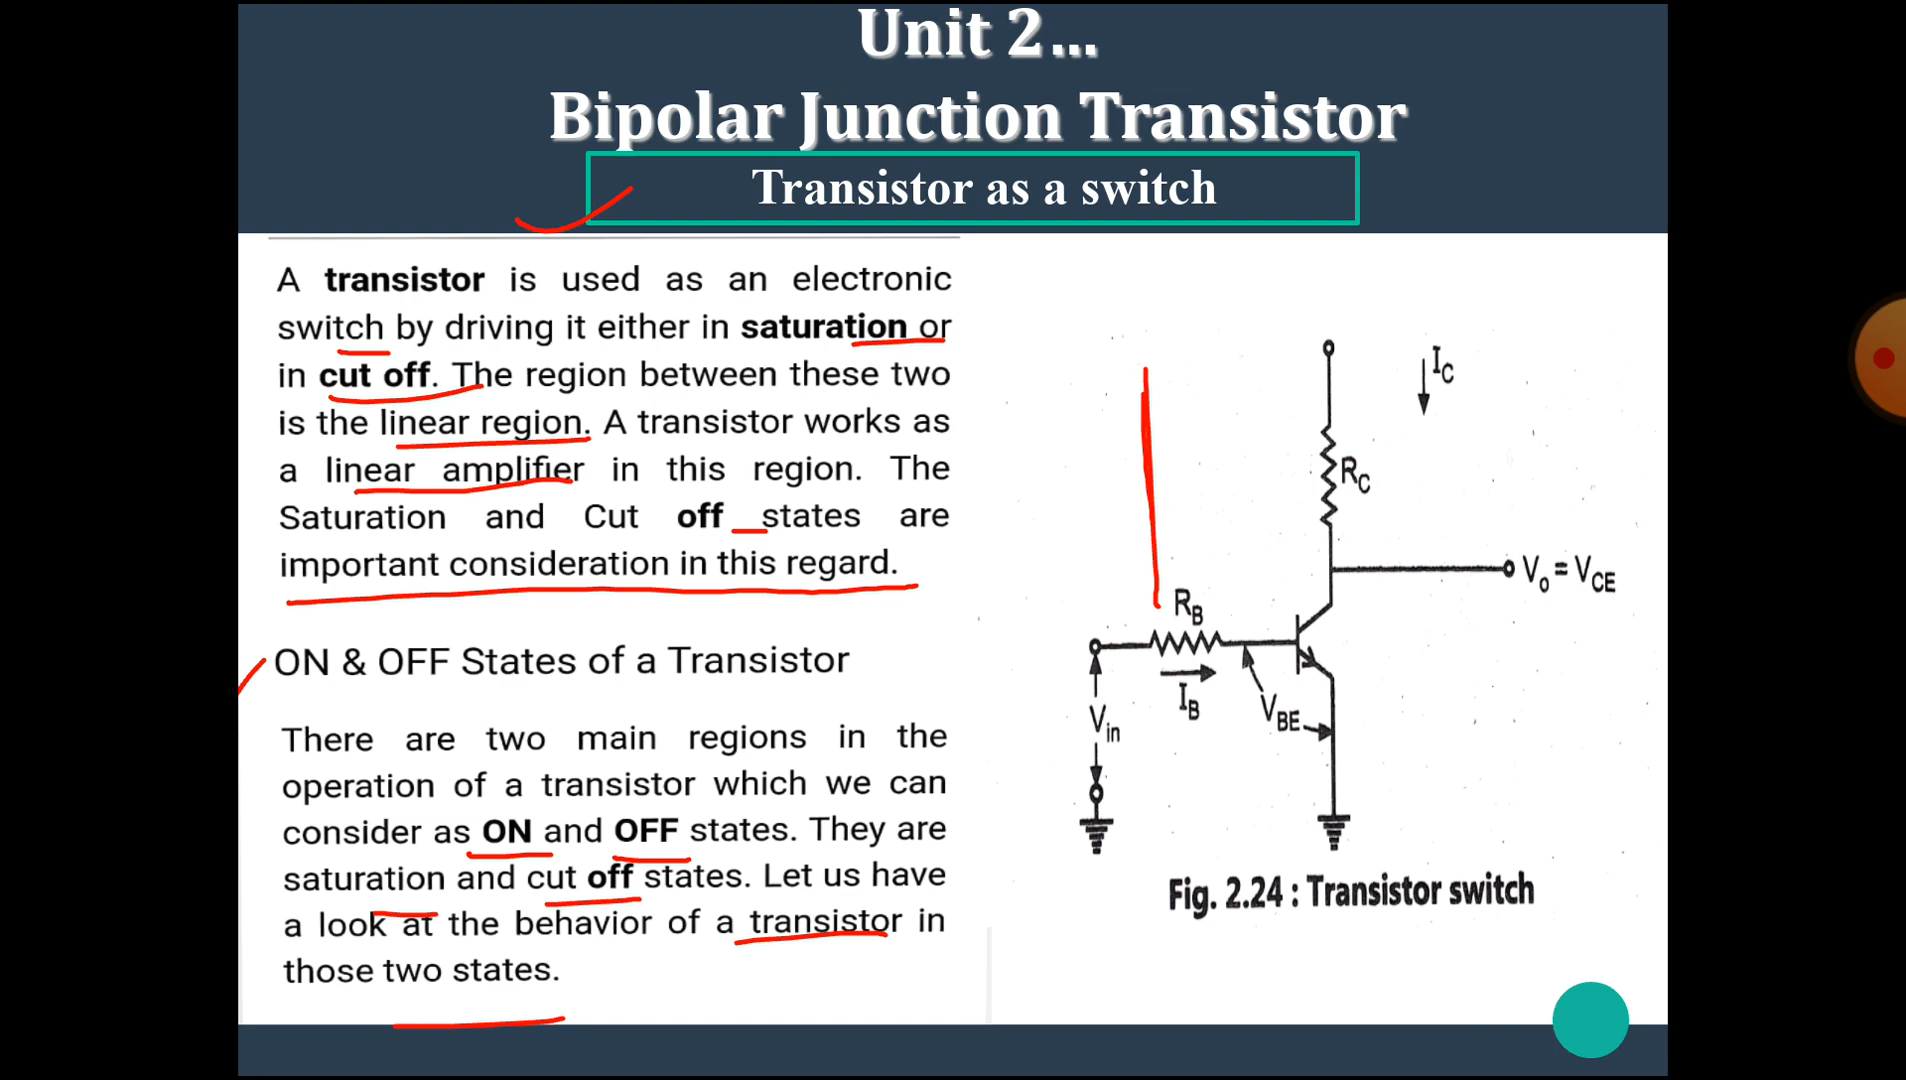 Unit 2...
Bipolar Junction Transistor
Transistor as a switch
A transistor is used as an electronic
switch by driving it either in saturation or
in cut off. The region between these two
is the linear region. A transistor works as
a linear amplifier in this region. The
Saturation and Cut off states are
important consideration in this regard.
ON & OFF States of a Transistor
There are two main regions in the
operation of a transistor which we can
consider as ON and OFF states. They are
saturation and cut off states. Let us have
a look at the behavior of a transistor in
those two states.
IC
RC
Vo = VCE
RB
IB
VBE
Vin
Fig. 2.24 : Transistor switch